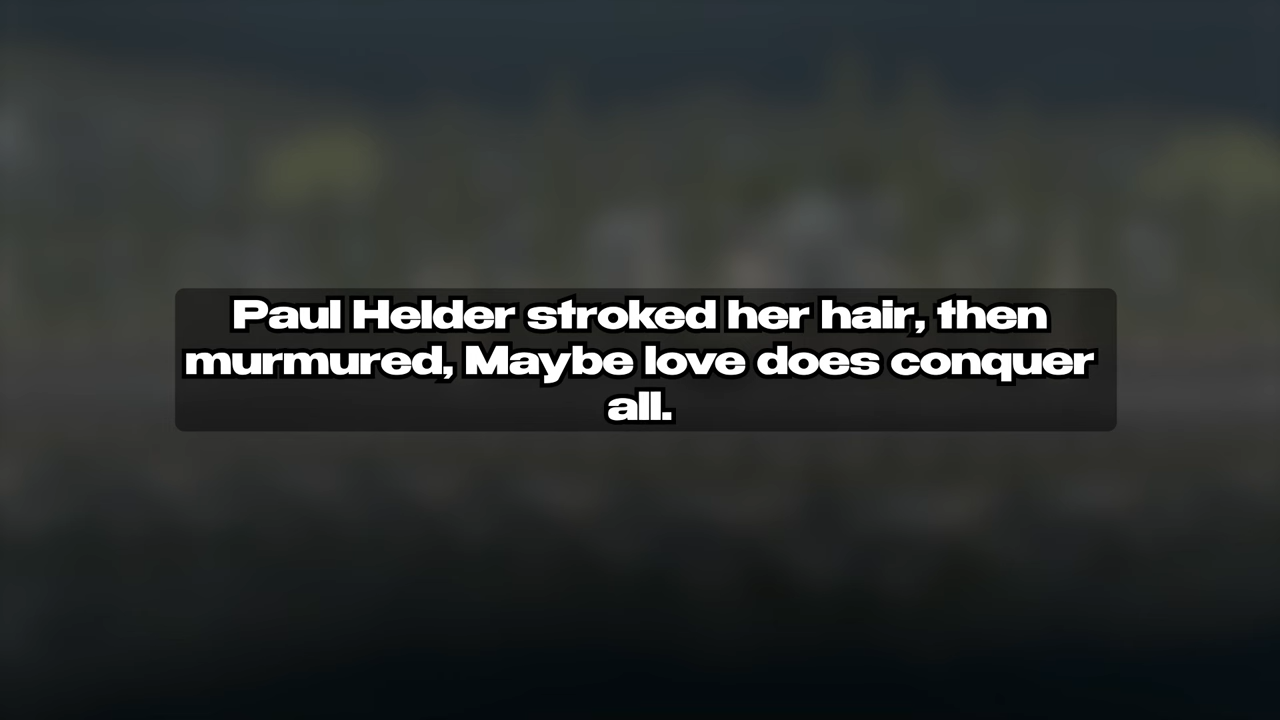 Paul Helder stroked her hair, then
murmured, Maybe love does conquer
all.